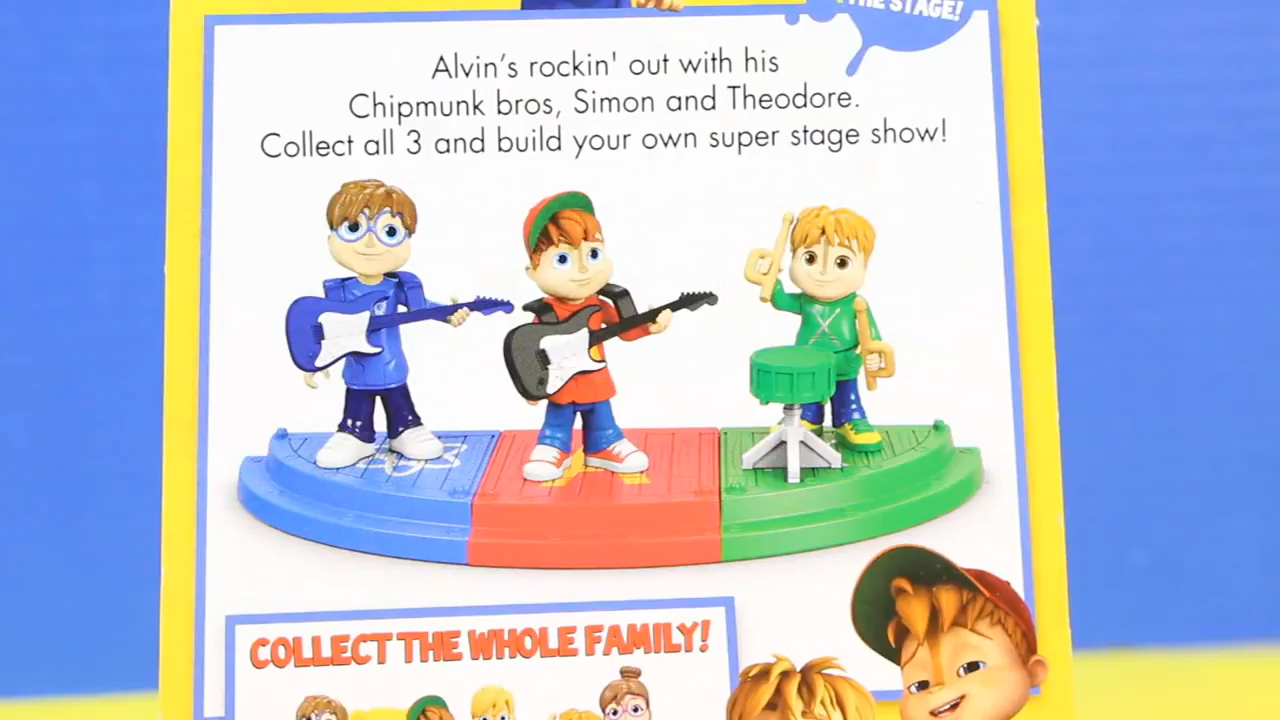 THE STAGE!
Alvin's rockin' out with his
Chipmunk bros, Simon and Theodore.
Collect all 3 and build your own super stage show!
COLLECT THE WHOLE FAMILY!